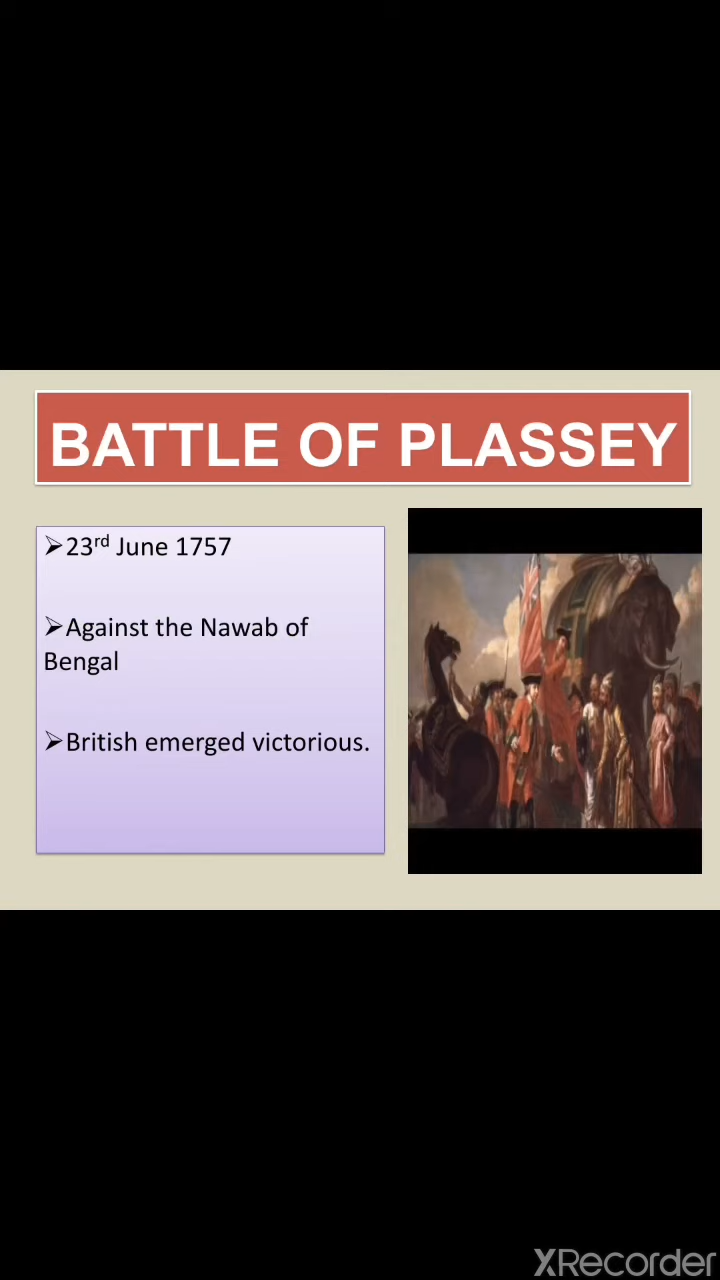 BATTLE OF PLASSEY
➢23rd June 1757
➢Against the Nawab of
Bengal
➢British emerged victorious.
XRecorder